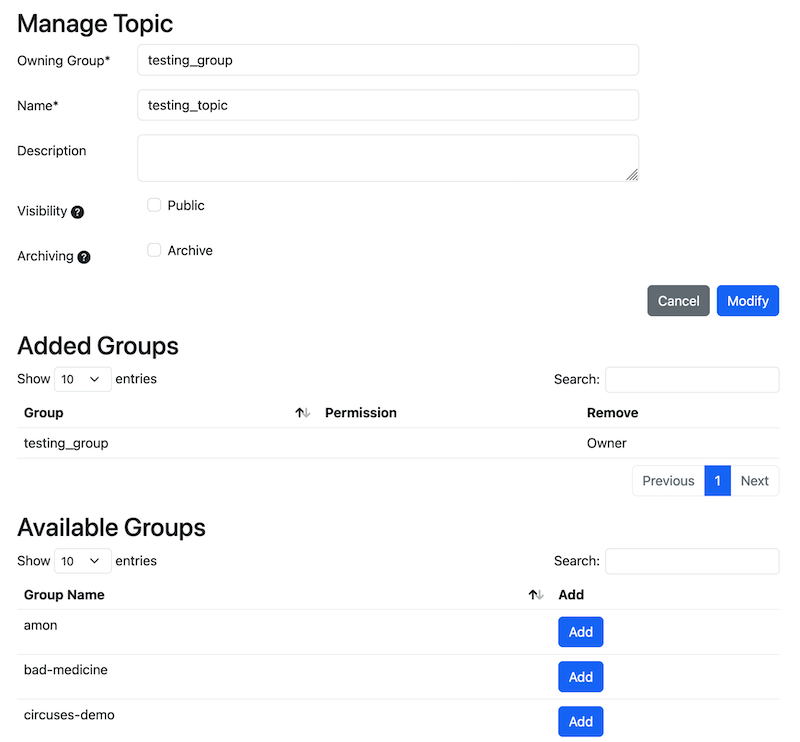 Manage Topic
Owning Group* testing_group
Name* testing_topic
Description
Visibility ? Public
Archiving ? Archive
Cancel Modify
Added Groups
Show 10 entries Search:
Group Permission Remove
testing_group Owner
Previous 1 Next
Available Groups
Show 10 entries Search:
Group Name Add
amon Add
bad-medicine Add
circuses-demo Add